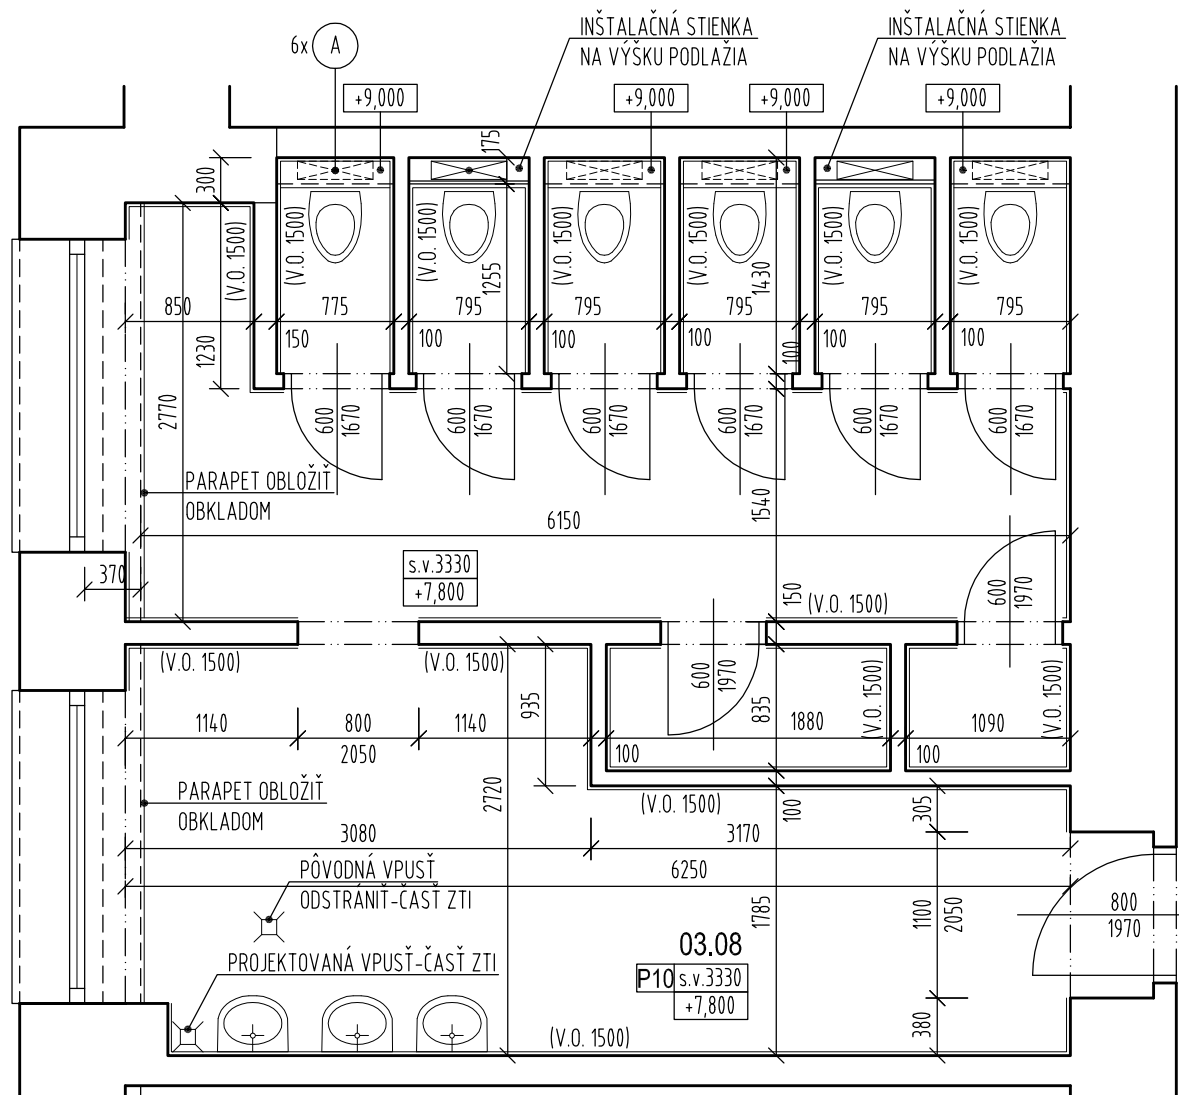 INŠTALAČNÁ STIENKA
NA VÝŠKU PODLAŽIA
INŠTALAČNÁ STIENKA
NA VÝŠKU PODLAŽIA
6x
A
+9,000
+9,000
+9,000
+9,000
175
300
(V.O. 1500)
(V.O. 1500)
(V.O. 1500)
(V.O. 1500)
(V.O. 1500)
(V.O. 1500)
(V.O. 1500)
1255
1430
850
775
795
795
795
795
795
150
100
100
100
100
100
100
1230
2770
600
1670
600
1670
600
1670
600
1670
600
1670
600
1670
PARAPET OBLOŽIŤ
OBKLADOM
1540
6150
s.v.3330
+7,800
370
150
(V.O. 1500)
600
1970
(V.O. 1500)
(V.O. 1500)
935
600
1970
835
(V.O. 1500)
(V.O. 1500)
1140
800
2050
1140
1880
1090
100
100
PARAPET OBLOŽIŤ
OBKLADOM
2720
(V.O. 1500)
100
305
3080
3170
6250
PÔVODNÁ VPUSŤ
ODSTRÁNIŤ-ČASŤ ZTI
PROJEKTOVANÁ VPUSŤ-ČASŤ ZTI
1785
1100
2050
800
1970
03.08
P10
s.v.3330
+7,800
380
(V.O. 1500)